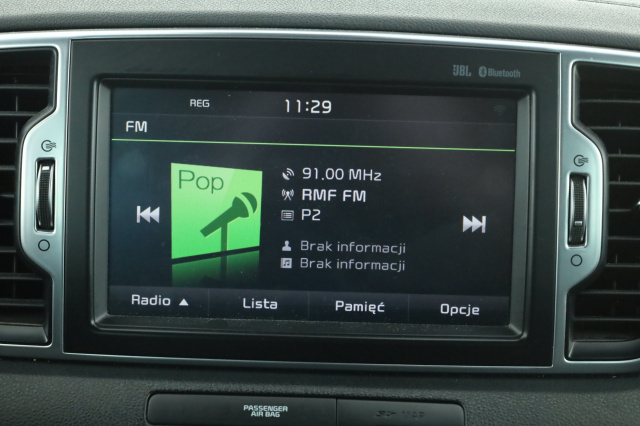 JBL Bluetooth
REG 11:29
FM
Pop
91.00 MHz
RMF FM
P2
Brak informacji
Brak informacji
Radio ▲ Lista Pamięć Opcje
PASSENGER
AIR BAG